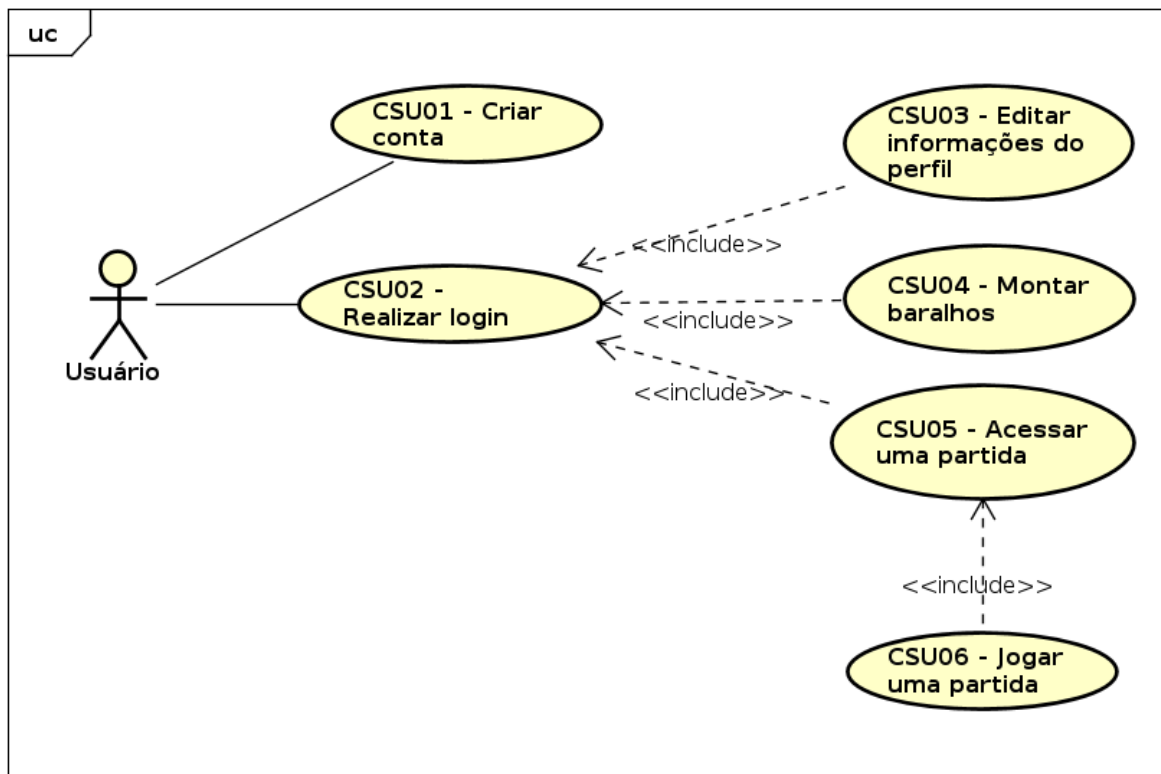 uc
CSU01 - Criar
conta
CSU03 - Editar
informações do
perfil
<<include>>
CSU02 -
Realizar login
CSU04 - Montar
baralhos
<<include>>
Usuário
<<include>>
CSU05 - Acessar
uma partida
<<include>>
CSU06 - Jogar
uma partida